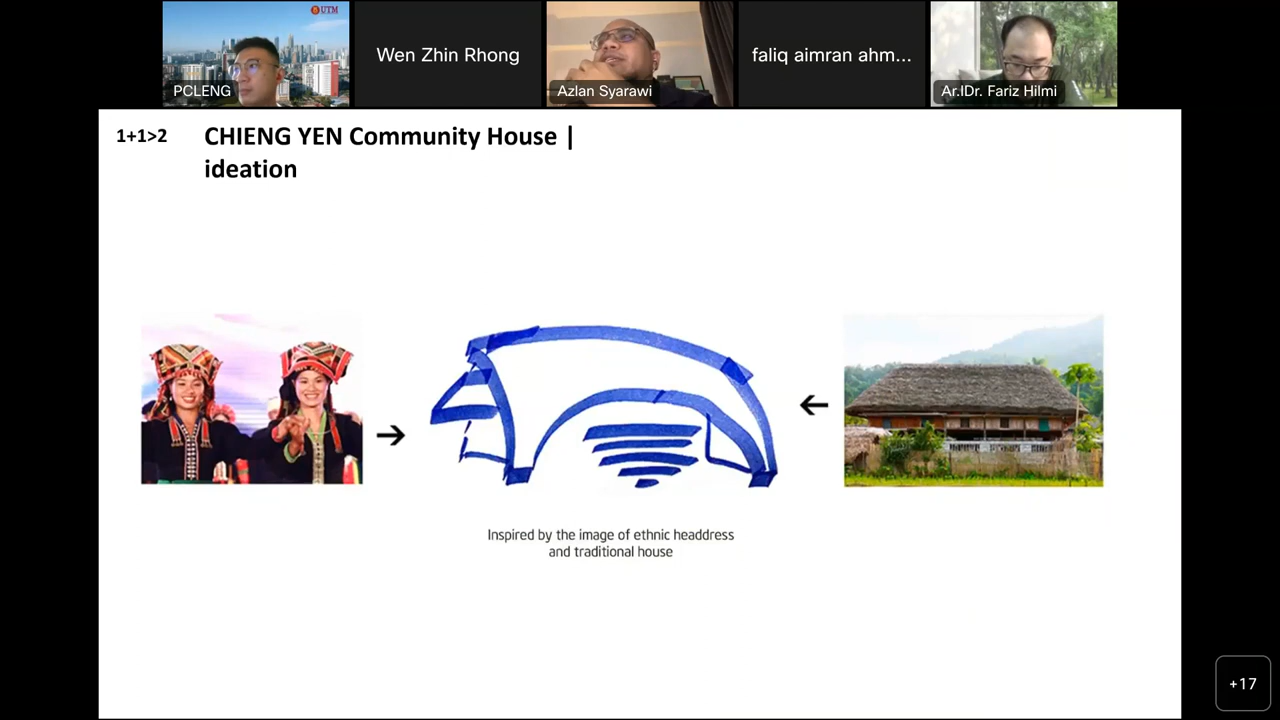 UTM
PCLENG
Wen Zhin Rhong
Azlan Syarawi
faliq aimran ahm...
Ar.IDr. Fariz Hilmi
1+1>2
CHIENG YEN Community House |
ideation
Inspired by the image of ethnic headdress
and traditional house
+17